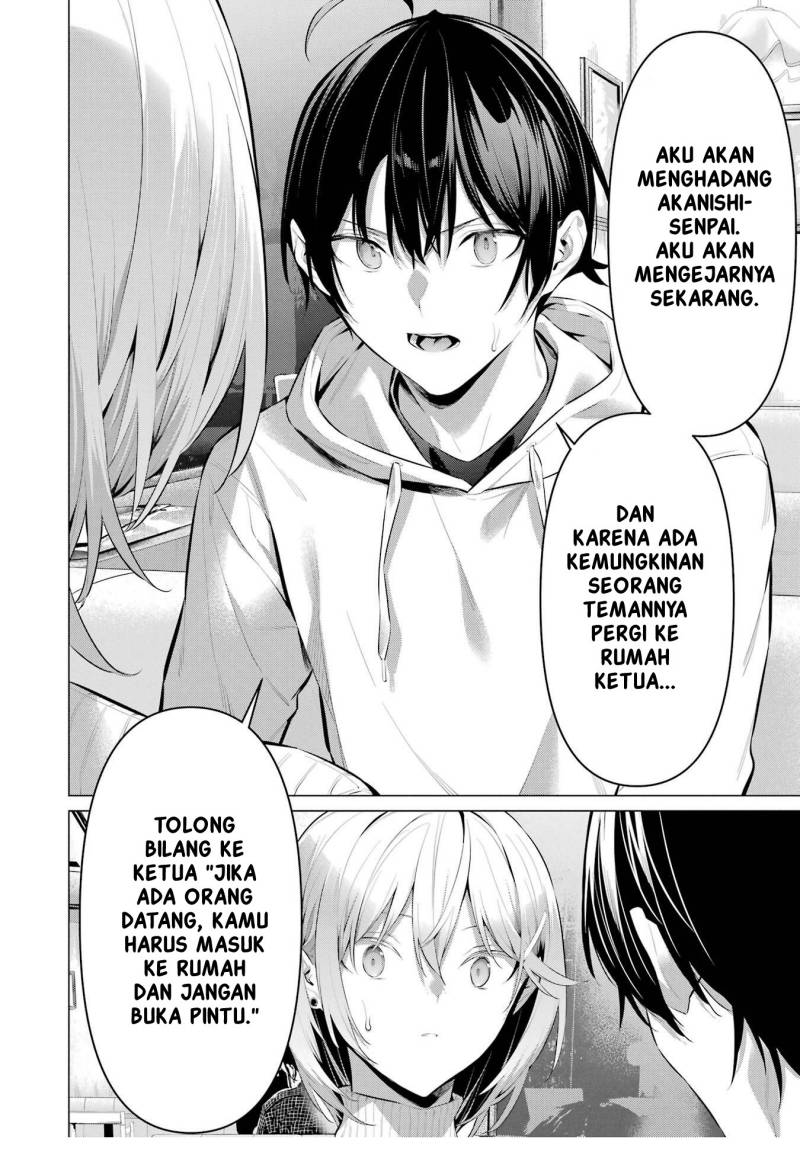 AKU AKAN
MENGHADANG
AKANISHI-
SENPAI.
AKU AKAN
MENGEJARNYA
SEKARANG.
DAN
KARENA ADA
KEMUNGKINAN
SEORANG
TEMANNYA
PERGI KE
RUMAH
KETUA...
TOLONG
BILANG KE
KETUA "JIKA
ADA ORANG
DATANG, KAMU
HARUS MASUK
KE RUMAH
DAN JANGAN
BUKA PINTU."